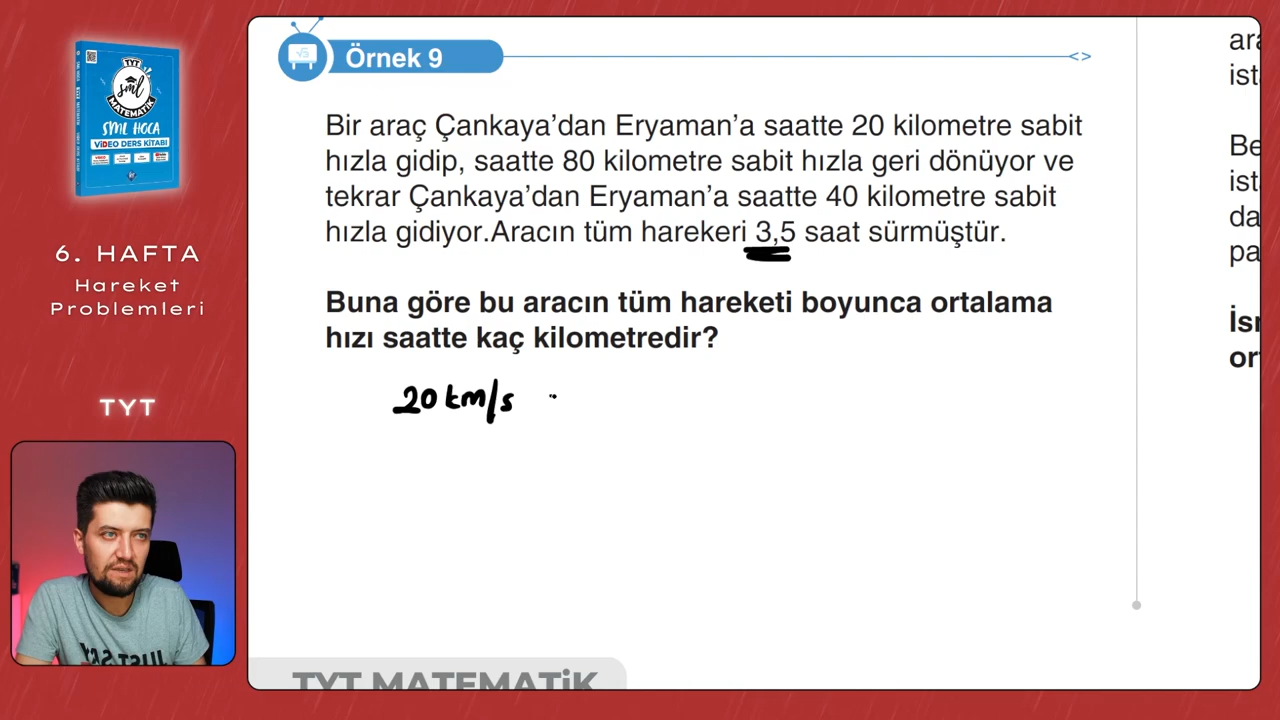 TYT
sml
MATEMATİK
SML HOCA
VİDEO DERS KİTABI
6. HAFTA
Hareket
Problemleri
TYT
Örnek 9
<>
Bir araç Çankaya’dan Eryaman’a saatte 20 kilometre sabit
hızla gidip, saatte 80 kilometre sabit hızla geri dönüyor ve
tekrar Çankaya’dan Eryaman’a saatte 40 kilometre sabit
hızla gidiyor.Aracın tüm harekeri 3,5 saat sürmüştür.
Buna göre bu aracın tüm hareketi boyunca ortalama
hızı saatte kaç kilometredir?
20 km/s
TYT MATEMATİK
ara
ist
Be
ist
da
pa
İsm
or